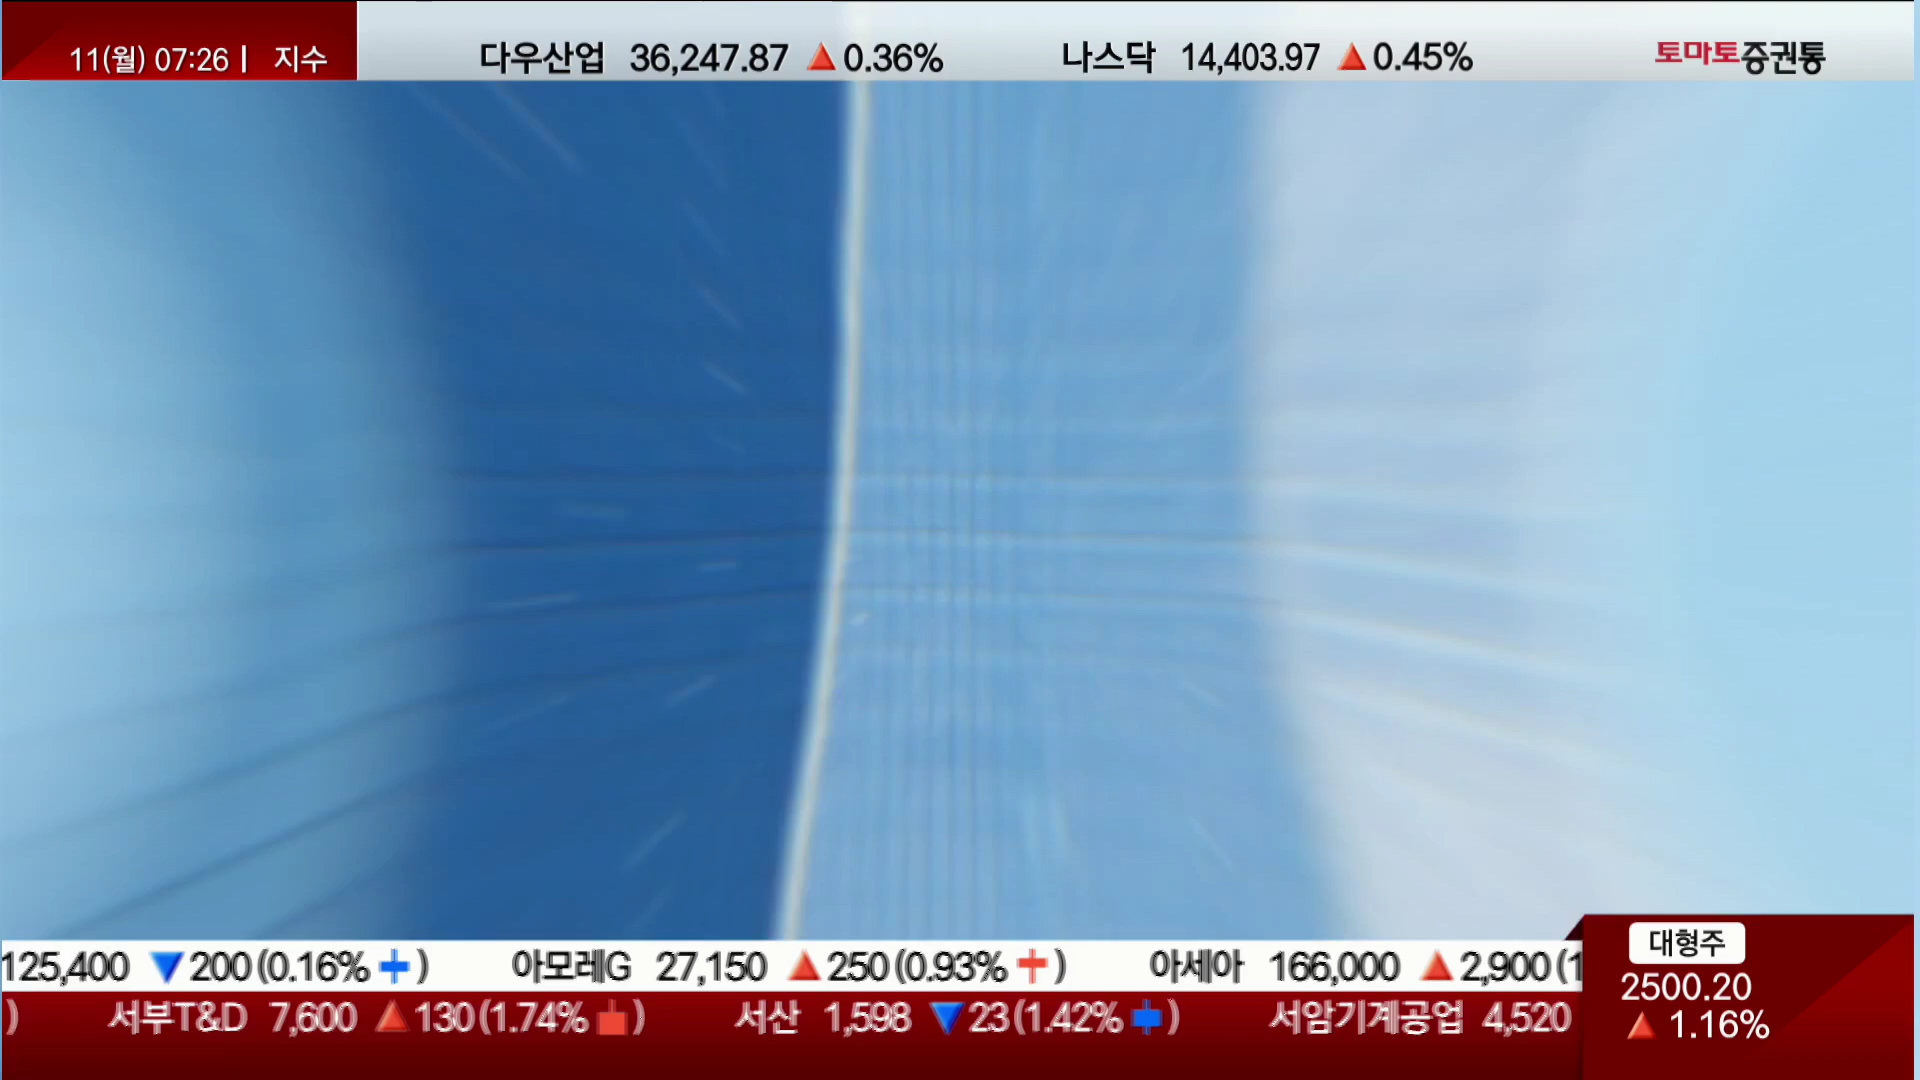 11(월) 07:26 | 지수 다우산업 36,247.87 ▲0.36% 나스닥 14,403.97 ▲0.45% 토마토증권통
대형주
2500.20
▲ 1.16%
125,400 ▼200(0.16% ) 아모레G 27,150 ▲250(0.93% ) 아세아 166,000 ▲2,900(1
) 서부T&D 7,600 ▲130(1.74% ) 서산 1,598 ▼23(1.42% ) 서암기계공업 4,520